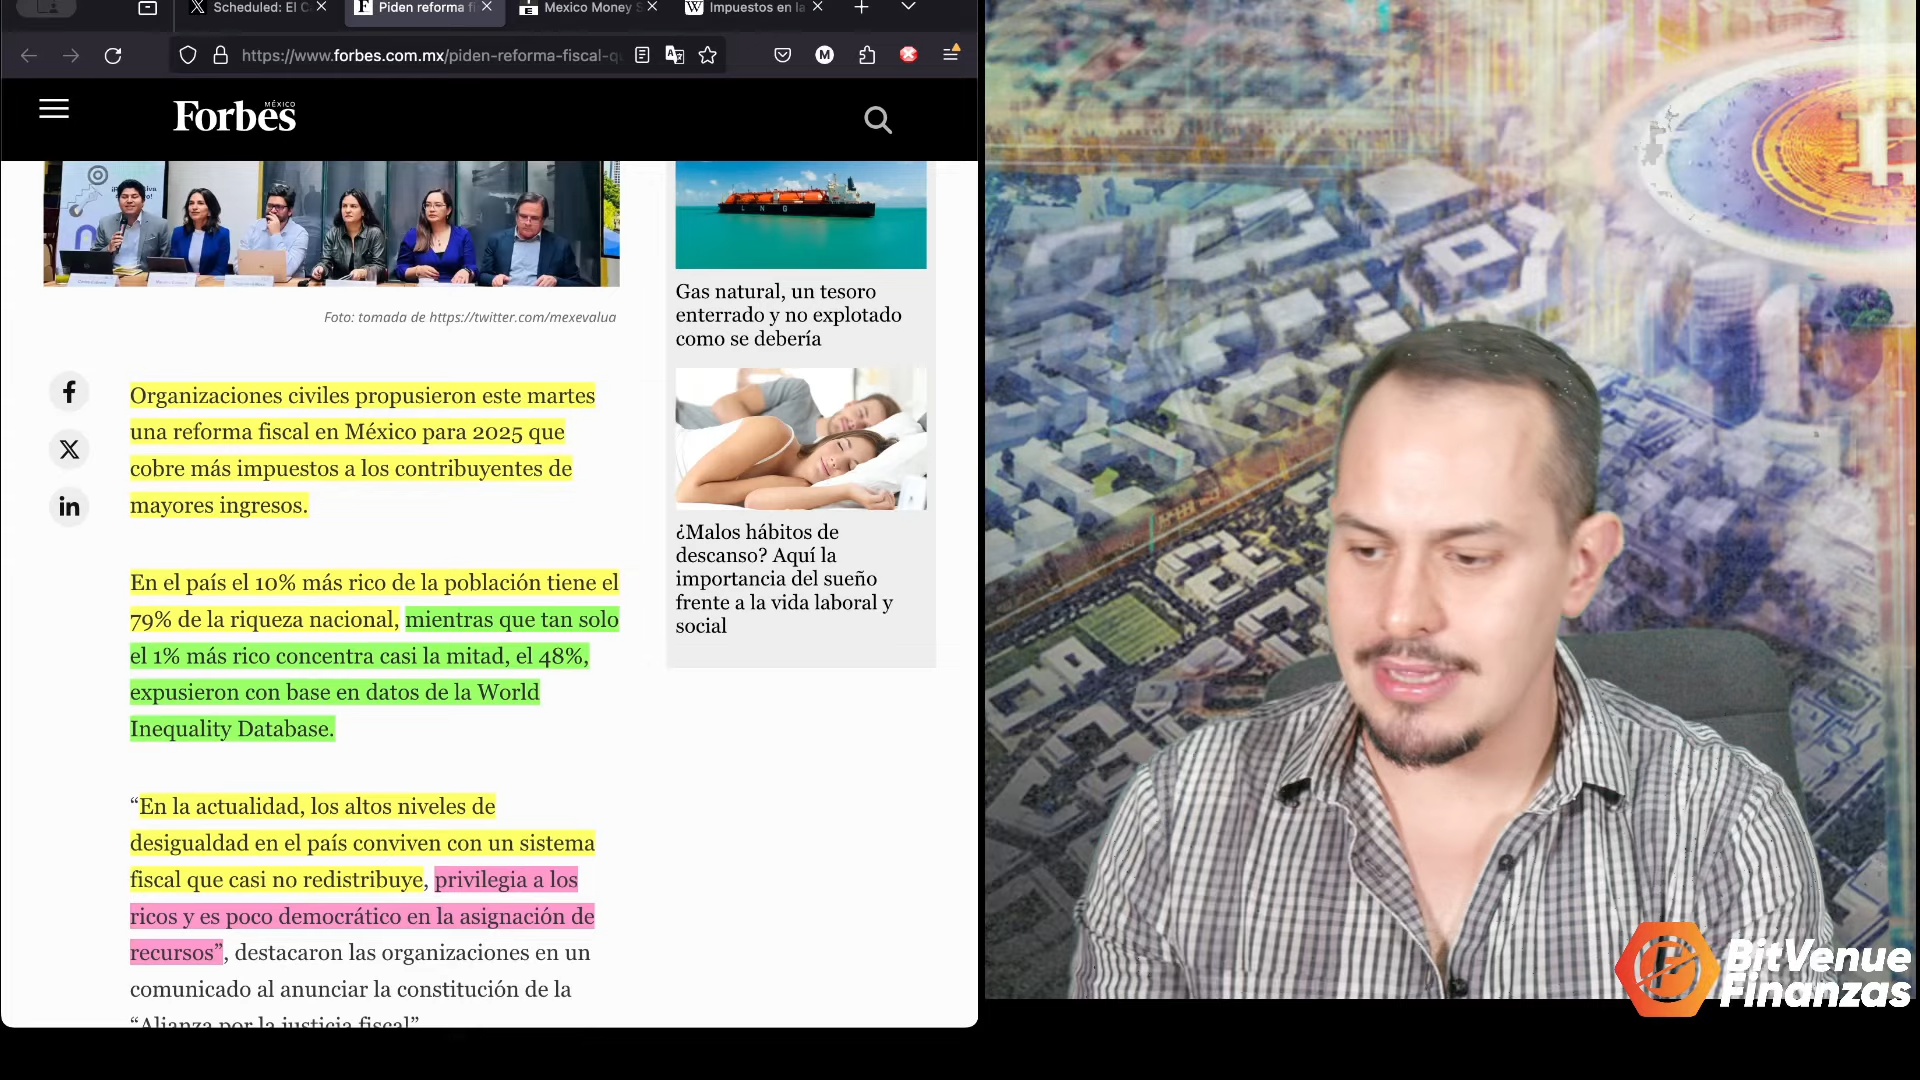 Scheduled: El C
Piden reforma fi
Mexico Money S
Impuestos en la
https://www.forbes.com.mx/piden-reforma-fiscal-q
M
Forbes
MÉXICO
LNG
Foto: tomada de https://twitter.com/mexevalua
Gas natural, un tesoro
enterrado y no explotado
como se debería
Organizaciones civiles propusieron este martes
una reforma fiscal en México para 2025 que
cobre más impuestos a los contribuyentes de
mayores ingresos.
¿Malos hábitos de
descanso? Aquí la
importancia del sueño
frente a la vida laboral y
social
En el país el 10% más rico de la población tiene el
79% de la riqueza nacional, mientras que tan solo
el 1% más rico concentra casi la mitad, el 48%,
expusieron con base en datos de la World
Inequality Database.
“En la actualidad, los altos niveles de
desigualdad en el país conviven con un sistema
fiscal que casi no redistribuye, privilegia a los
ricos y es poco democrático en la asignación de
recursos”, destacaron las organizaciones en un
comunicado al anunciar la constitución de la
“Alianza por la justicia fiscal”
BitVenue
Finanzas